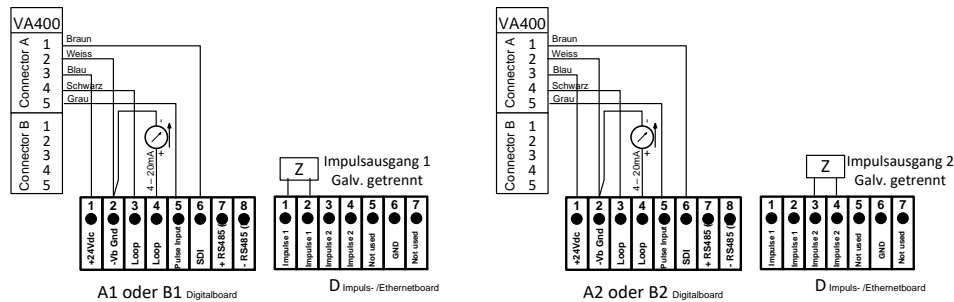 VA400
Connector A
1 Braun
2 Weiss
3 Blau
4 Schwarz
5 Grau
Connector B
1
2
3
4
5
-
+
4 – 20mA
1 2 3 4 5 6 7 8
+24Vdc
-Vb Gnd
Loop
Loop
Pulse Input
SDI
+ RS485 (
- RS485 (
A1 oder B1 Digitalboard
Z
Impulsausgang 1
Galv. getrennt
1 2 3 4 5 6 7
Impulse 1
Impulse 1
Impulse 2
Impulse 2
Not used
GND
Not used
D Impuls- /Ethernetboard
VA400
Connector A
1 Braun
2 Weiss
3 Blau
4 Schwarz
5 Grau
Connector B
1
2
3
4
5
-
+
4 – 20mA
1 2 3 4 5 6 7 8
+24Vdc
-Vb Gnd
Loop
Loop
Pulse Input
SDI
+ RS485 (
- RS485 (
A2 oder B2 Digitalboard
Z
Impulsausgang 2
Galv. getrennt
1 2 3 4 5 6 7
Impulse 1
Impulse 1
Impulse 2
Impulse 2
Not used
GND
Not used
D Impuls- /Ethernetboard